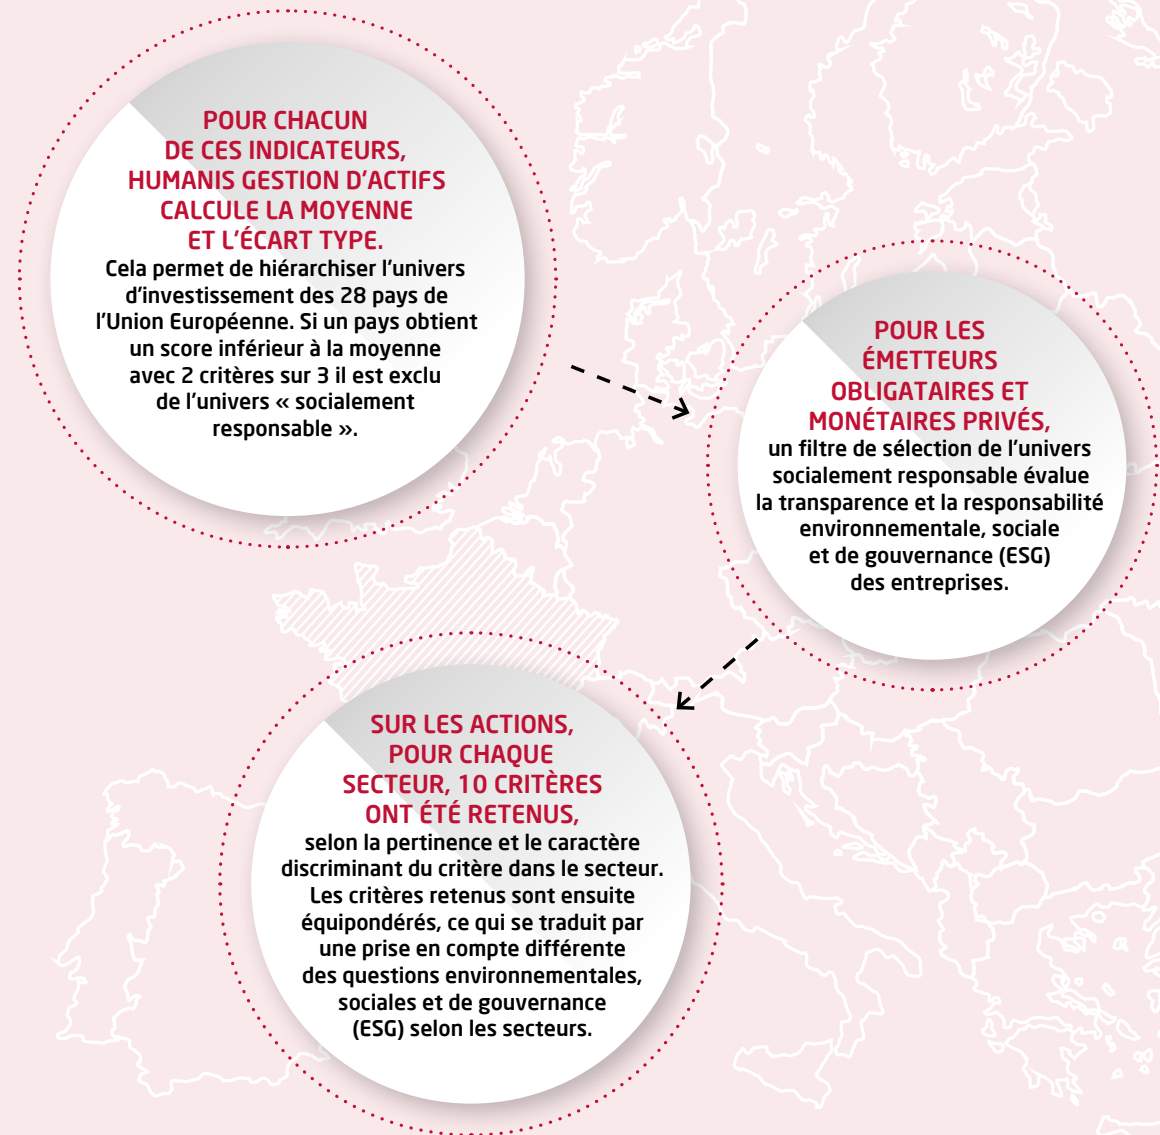 POUR CHACUN
DE CES INDICATEURS,
HUMANIS GESTION D'ACTIFS
CALCULE LA MOYENNE
ET L'ÉCART TYPE.
Cela permet de hiérarchiser l'univers
d'investissement des 28 pays de
l'Union Européenne. Si un pays obtient
un score inférieur à la moyenne
avec 2 critères sur 3 il est exclu
de l'univers « socialement
responsable ».
POUR LES
ÉMETTEURS
OBLIGATAIRES ET
MONÉTAIRES PRIVÉS,
un filtre de sélection de l'univers
socialement responsable évalue
la transparence et la responsabilité
environnementale, sociale
et de gouvernance (ESG)
des entreprises.
SUR LES ACTIONS,
POUR CHAQUE
SECTEUR, 10 CRITÈRES
ONT ÉTÉ RETENUS,
selon la pertinence et le caractère
discriminant du critère dans le secteur.
Les critères retenus sont ensuite
équipondérés, ce qui se traduit par
une prise en compte différente
des questions environnementales,
sociales et de gouvernance
(ESG) selon les secteurs.